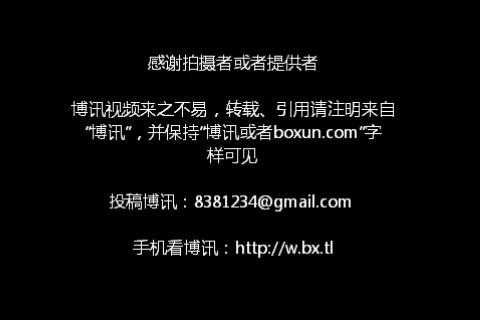 感谢拍摄者或者提供者
博讯视频来之不易，转载、引用请注明来自
“博讯”，并保持“博讯或者boxun.com”字
样可见
投稿博讯：8381234@gmail.com
手机看博讯：http://w.bx.tl